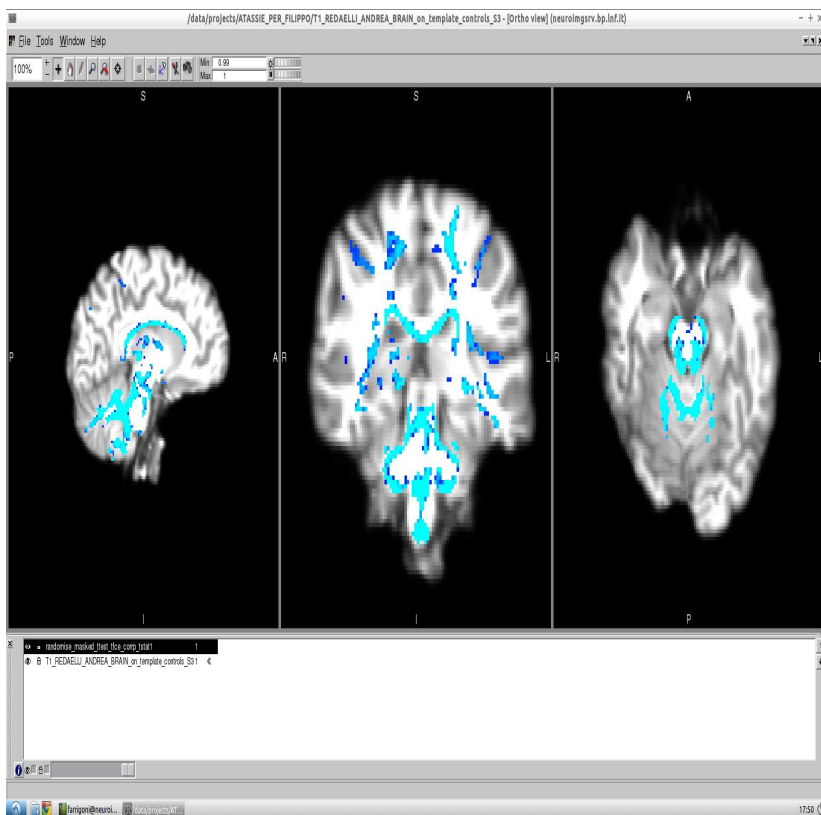 /data/projects/ATASSIE_PER_FILIPPO/T1_REDAELLI_ANDREA_BRAIN_on_template_controls_S3 - [Ortho view] (neuroimgsrv.bp.lnf.it)
File Tools Window Help
100%
Min 0.99
Max 1
S S A
P A R L R L
I I P
randomise_masked_ttest_tfce_corrp_tstat1 1
T1_REDAELLI_ANDREA_BRAIN_on_template_controls_S3 1
farrigoni@neuroi... /data/projects/AT...
17:50